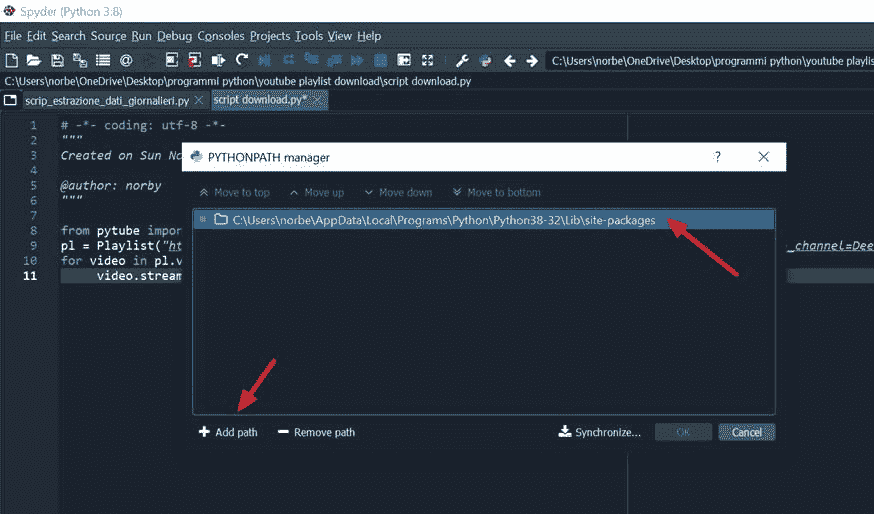 Spyder (Python 3.8)
File Edit Search Source Run Debug Consoles Projects Tools View Help
C:\Users\norbe\OneDrive\Desktop\programmi python\youtube playlis
C:\Users\norbe\OneDrive\Desktop\programmi python\youtube playlist download\script download.py
scrip_estrazione_dati_giornalieri.py script download.py*
1 # -*- coding: utf-8 -*-
2 """
3 Created on Sun No
4
5 @author: norby
6 """
7
8 from pytube impor
9 pl = Playlist("ht _channel=Dee
10 for video in pl.v
11 video.stream
PYTHONPATH manager ?
Move to top Move up Move down Move to bottom
C:\Users\norbe\AppData\Local\Programs\Python\Python38-32\Lib\site-packages
Add path Remove path Synchronize... OK Cancel